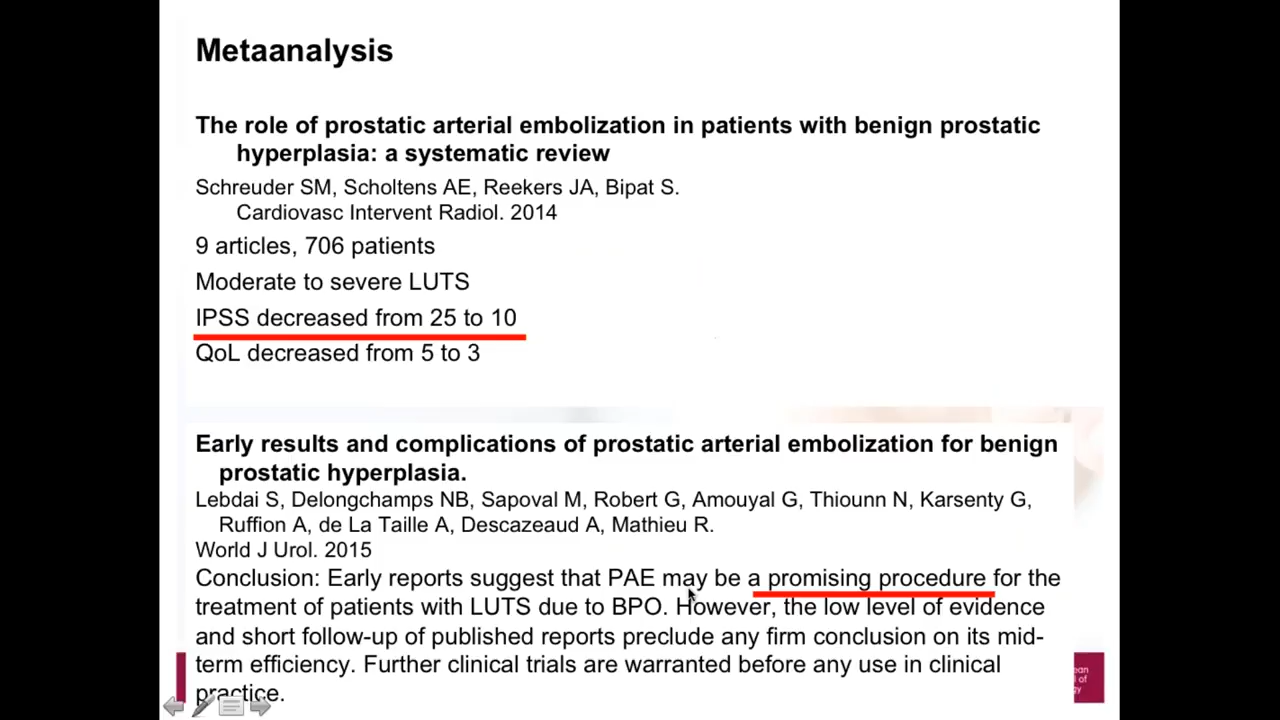 Metaanalysis
The role of prostatic arterial embolization in patients with benign prostatic
hyperplasia: a systematic review
Schreuder SM, Scholtens AE, Reekers JA, Bipat S.
Cardiovasc Intervent Radiol. 2014
9 articles, 706 patients
Moderate to severe LUTS
IPSS decreased from 25 to 10
QoL decreased from 5 to 3
Early results and complications of prostatic arterial embolization for benign
prostatic hyperplasia.
Lebdai S, Delongchamps NB, Sapoval M, Robert G, Amouyal G, Thiounn N, Karsenty G,
Ruffion A, de La Taille A, Descazeaud A, Mathieu R.
World J Urol. 2015
Conclusion: Early reports suggest that PAE may be a promising procedure for the
treatment of patients with LUTS due to BPO. However, the low level of evidence
and short follow-up of published reports preclude any firm conclusion on its mid-
term efficiency. Further clinical trials are warranted before any use in clinical
practice.